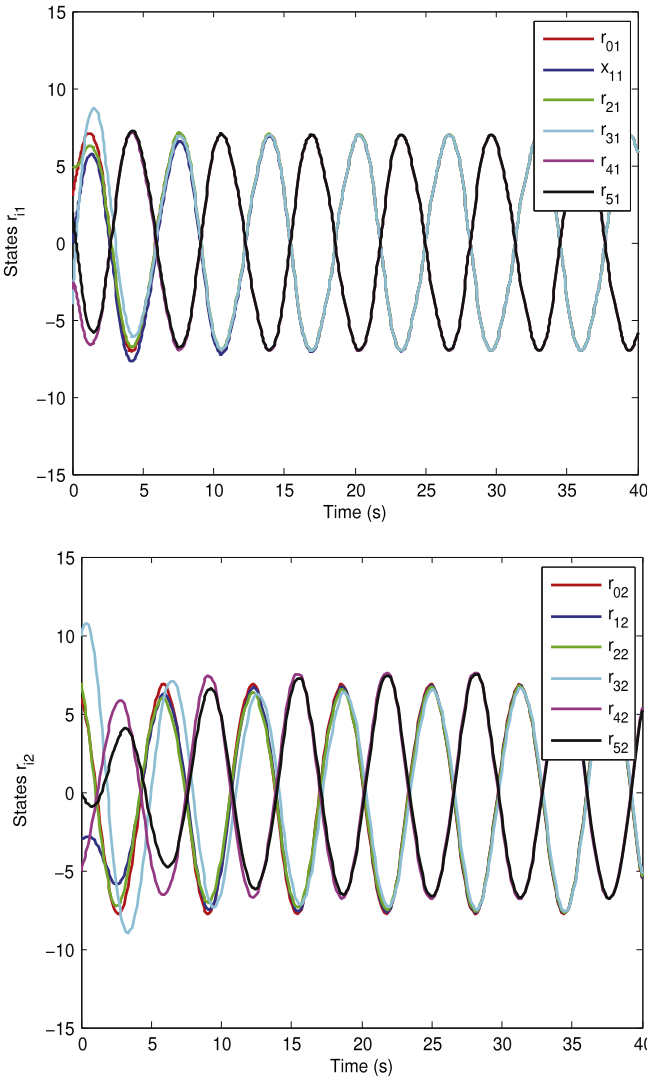 15
10
5
0
−5
−10
−15
States r_i1
r_01
x_11
r_21
r_31
r_41
r_51
0 5 10 15 20 25 30 35 40
Time (s)
15
10
5
0
−5
−10
−15
States r_i2
r_02
r_12
r_22
r_32
r_42
r_52
0 5 10 15 20 25 30 35 40
Time (s)